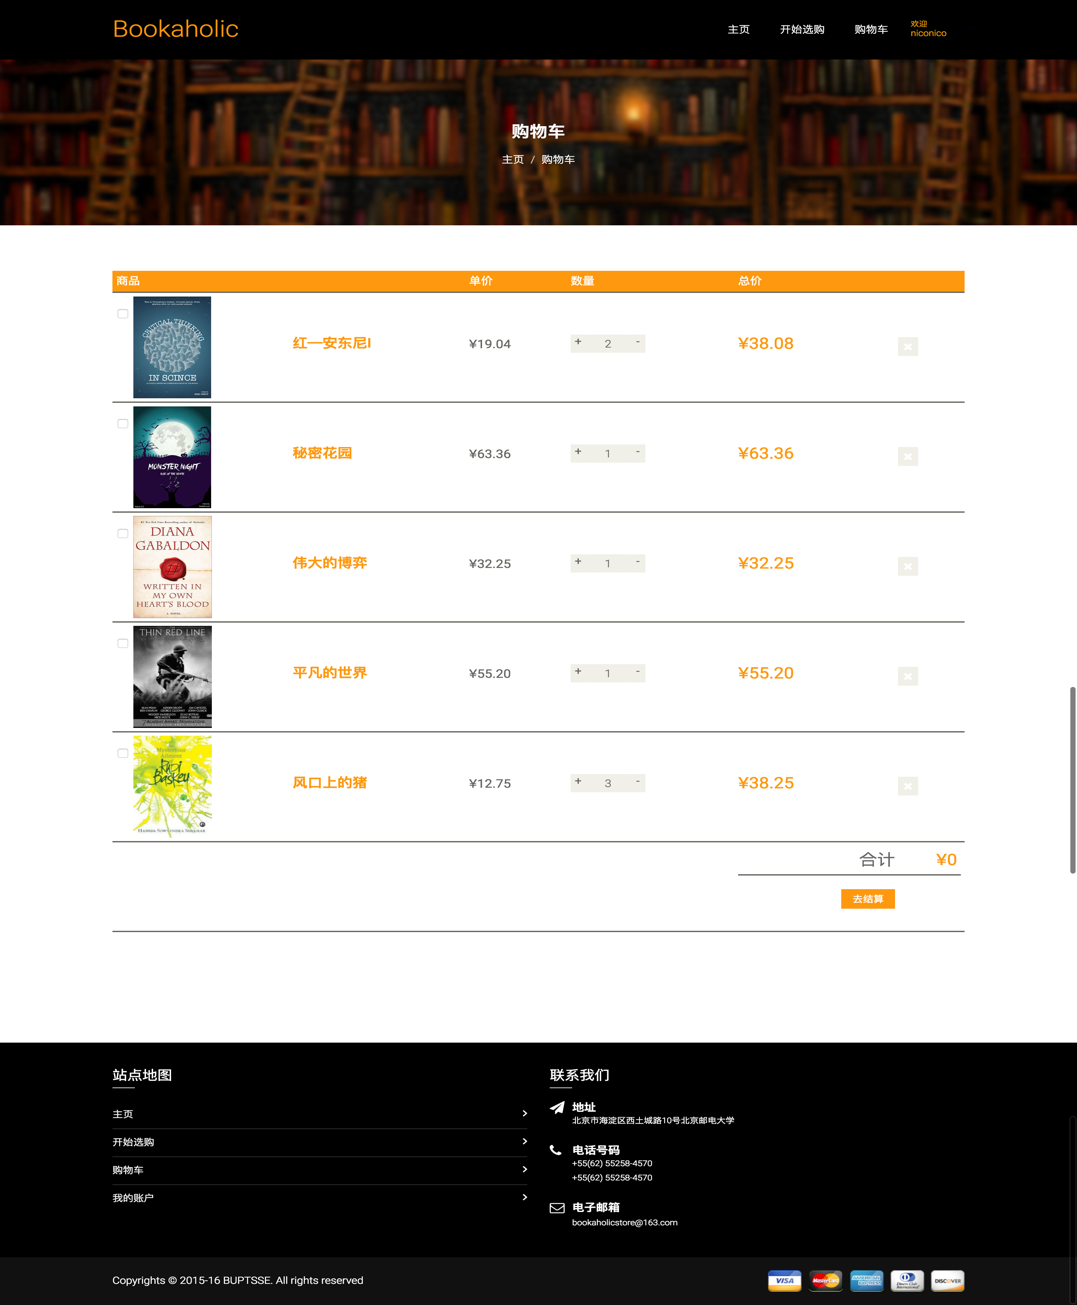 Bookaholic
主页 开始选购 购物车 欢迎
niconico
购物车
主页 / 购物车
商品 单价 数量 总价
CRITICAL THINKING
IN SCINCE
红—安东尼I ¥19.04 + 2 - ¥38.08
MONSTER NIGHT
秘密花园 ¥63.36 + 1 - ¥63.36
DIANA
GABALDON
WRITTEN IN
MY OWN
HEART'S BLOOD
A NOVEL
伟大的博弈 ¥32.25 + 1 - ¥32.25
THIN RED LINE
平凡的世界 ¥55.20 + 1 - ¥55.20
风口上的猪 ¥12.75 + 3 - ¥38.25
合计 ¥0
去结算
站点地图
主页
开始选购
购物车
我的账户
联系我们
地址
北京市海淀区西土城路10号北京邮电大学
电话号码
+55(62) 55258-4570
+55(62) 55258-4570
电子邮箱
bookaholicstore@163.com
Copyrights © 2015-16 BUPTSSE. All rights reserved
VISA MasterCard AMERICAN EXPRESS Diners Club International DISCOVER